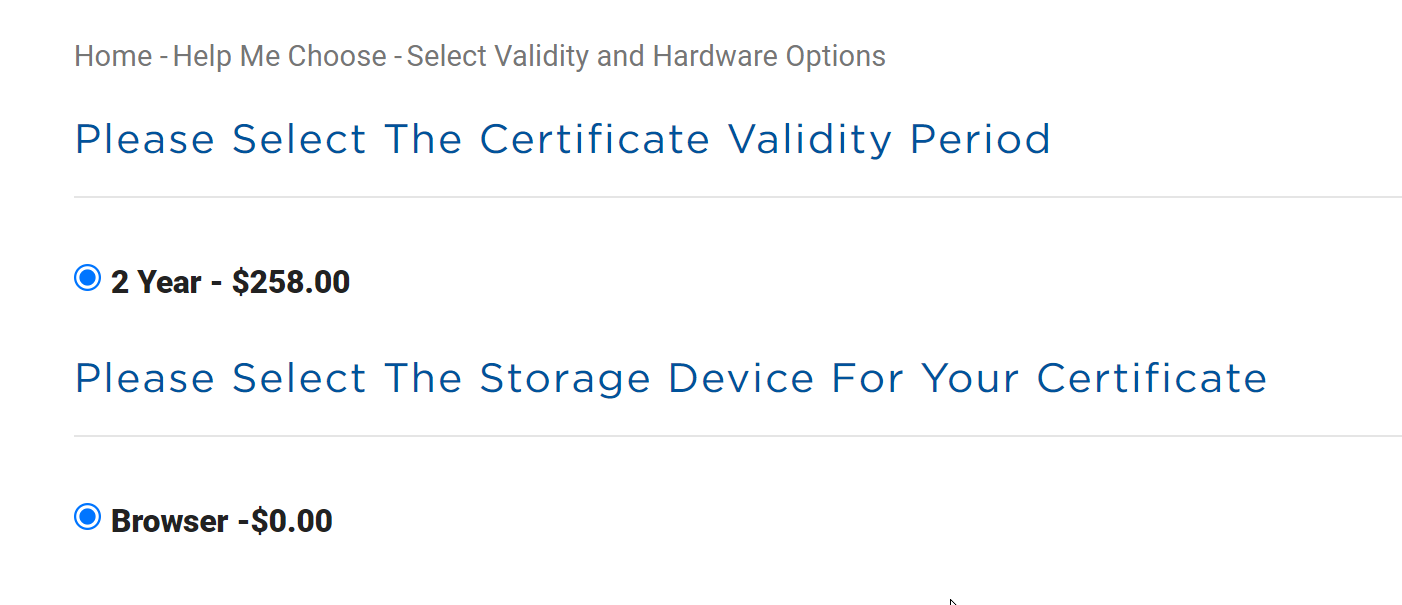 Home - Help Me Choose - Select Validity and Hardware Options
Please Select The Certificate Validity Period
2 Year - $258.00
Please Select The Storage Device For Your Certificate
Browser -$0.00